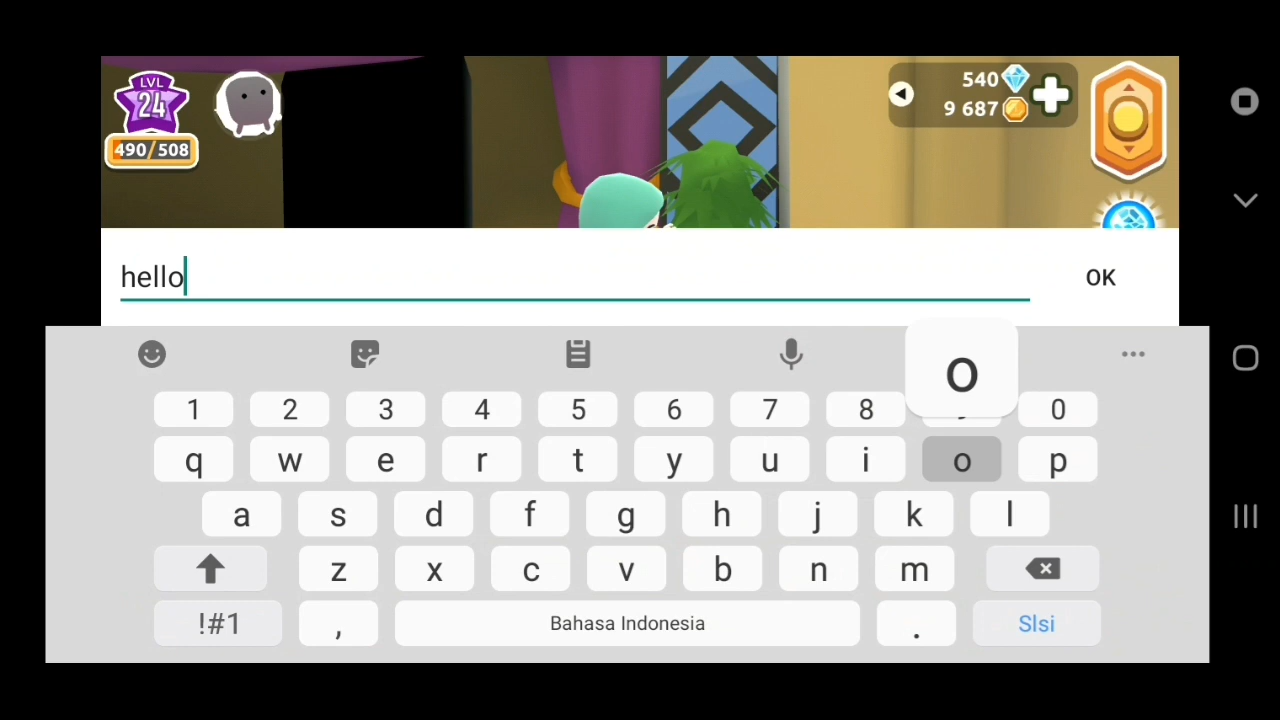 LVL
24
490/508
540
9 687
hello
OK
o
1 2 3 4 5 6 7 8 0
q w e r t y u i o p
a s d f g h j k l
z x c v b n m
!#1 , Bahasa Indonesia . Slsi